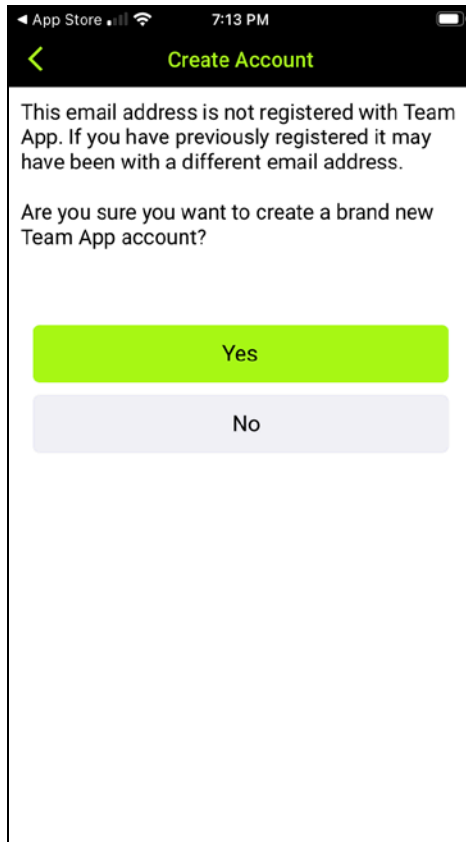 App Store 7:13 PM
Create Account
This email address is not registered with Team
App. If you have previously registered it may
have been with a different email address.
Are you sure you want to create a brand new
Team App account?
Yes
No